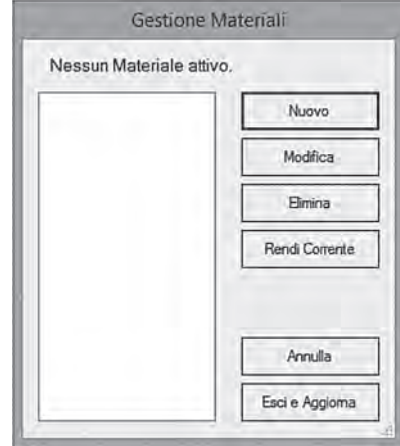 Gestione Materiali
Nessun Materiale attivo.
Nuovo
Modifica
Elimina
Rendi Corrente
Annulla
Esci e Aggiorna